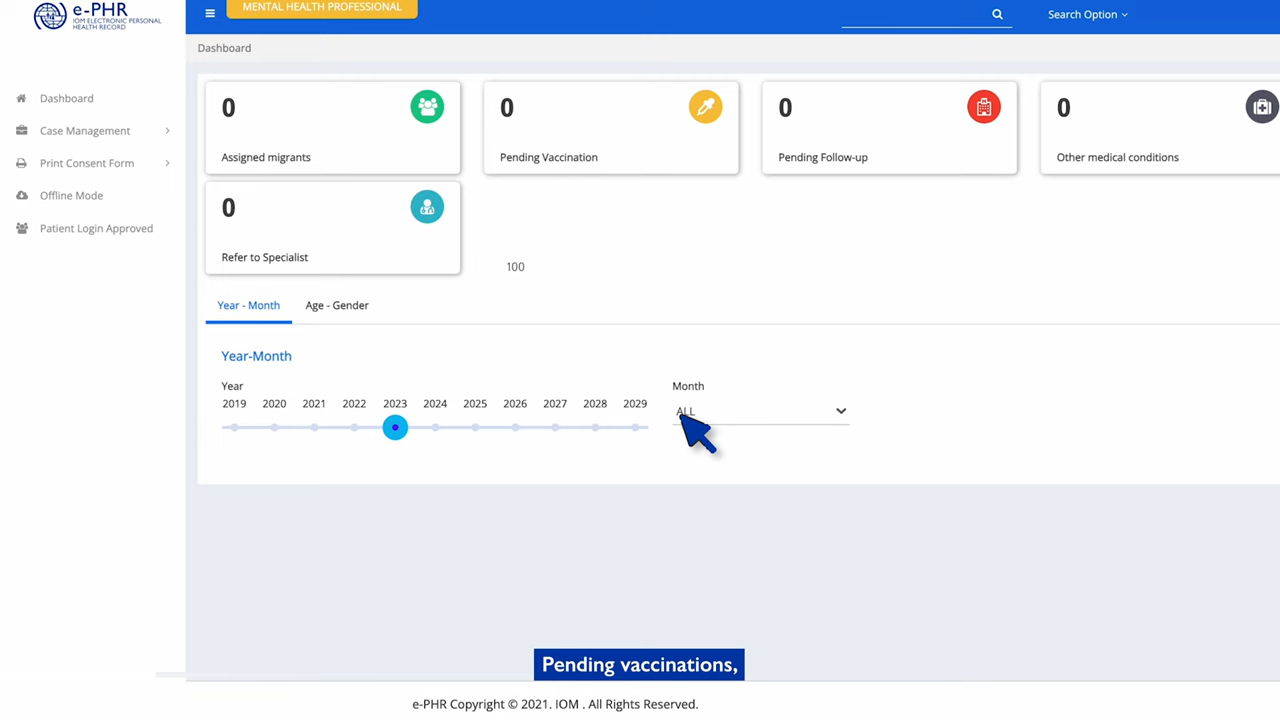 e-PHR
IOM ELECTRONIC PERSONAL
HEALTH RECORD
MENTAL HEALTH PROFESSIONAL
Search Option
Dashboard
Dashboard
Case Management
Print Consent Form
Offline Mode
Patient Login Approved
0
Assigned migrants
0
Pending Vaccination
0
Pending Follow-up
0
Other medical conditions
0
Refer to Specialist
100
Year - Month
Age - Gender
Year-Month
Year
2019 2020 2021 2022 2023 2024 2025 2026 2027 2028 2029
Month
ALL
Pending vaccinations,
e-PHR Copyright © 2021. IOM . All Rights Reserved.